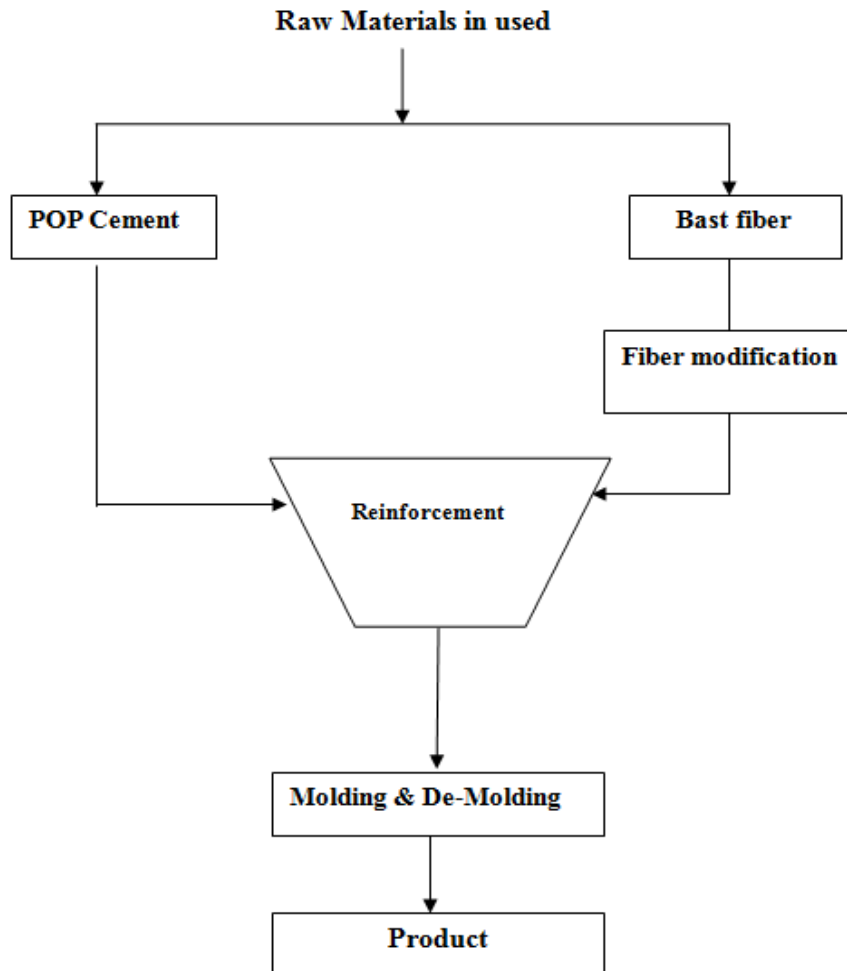 Raw Materials in used
POP Cement
Bast fiber
Fiber modification
Reinforcement
Molding & De-Molding
Product